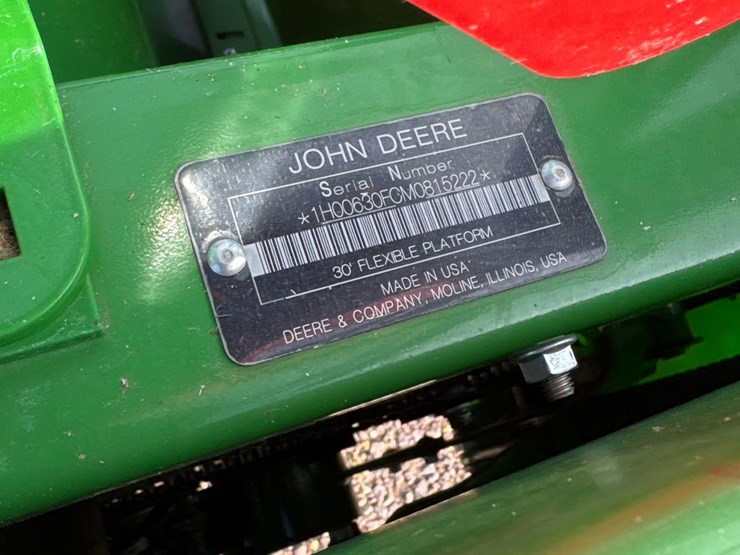 JOHN DEERE
Serial Number
*1H00630FCM0815222*
30' FLEXIBLE PLATFORM
MADE IN USA
DEERE & COMPANY, MOLINE, ILLINOIS, USA